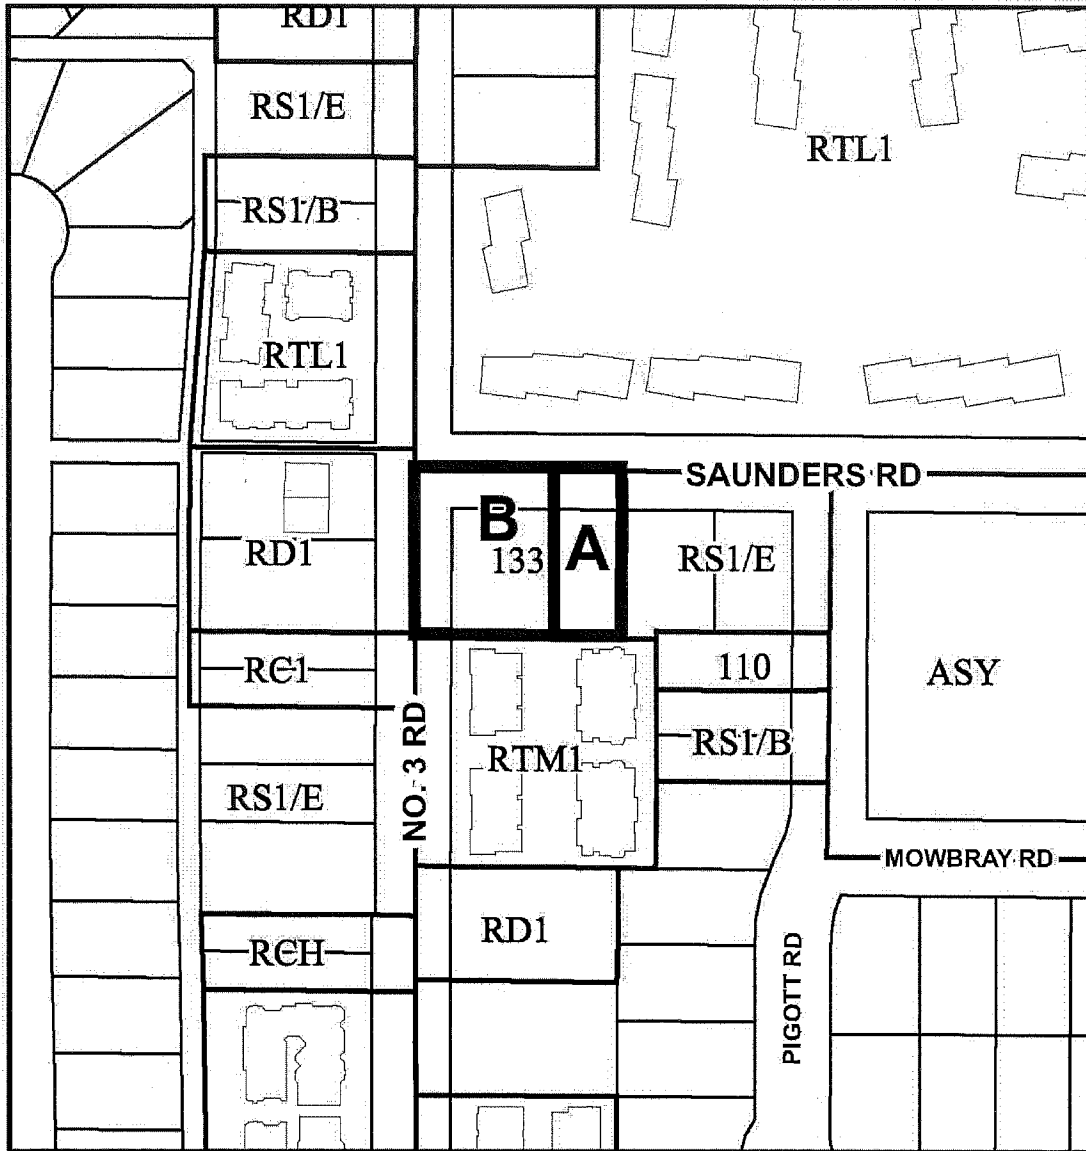 RD1
RS1/E
RTL1
RS1/B
RTL1
SAUNDERS RD
B
133
A
RD1
RS1/E
RC1
110
ASY
NO. 3 RD
RTM1
RS1/B
RS1/E
MOWBRAY RD
RD1
RCH
PIGOTT RD